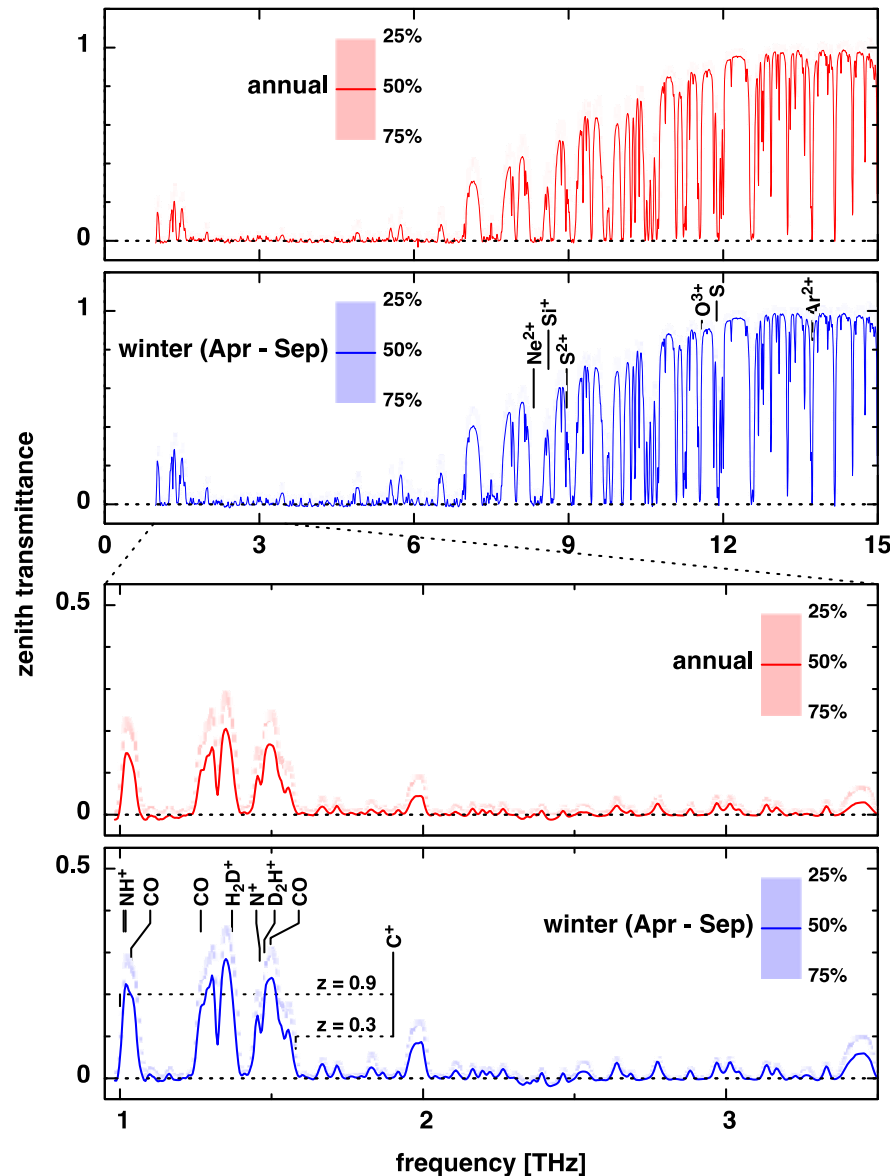 zenith transmittance
1
annual
25%
50%
75%
0
1
winter (Apr - Sep)
25%
50%
75%
Ne²⁺
Si⁺
S²⁺
O³⁺
S
Ar²⁺
0
0 3 6 9 12 15
0.5
annual
25%
50%
75%
0
0.5
NH⁺
CO
CO
H₂D⁺
N⁺
D₂H⁺
CO
C⁺
winter (Apr - Sep)
25%
50%
75%
z = 0.9
z = 0.3
0
1 2 3
frequency [THz]